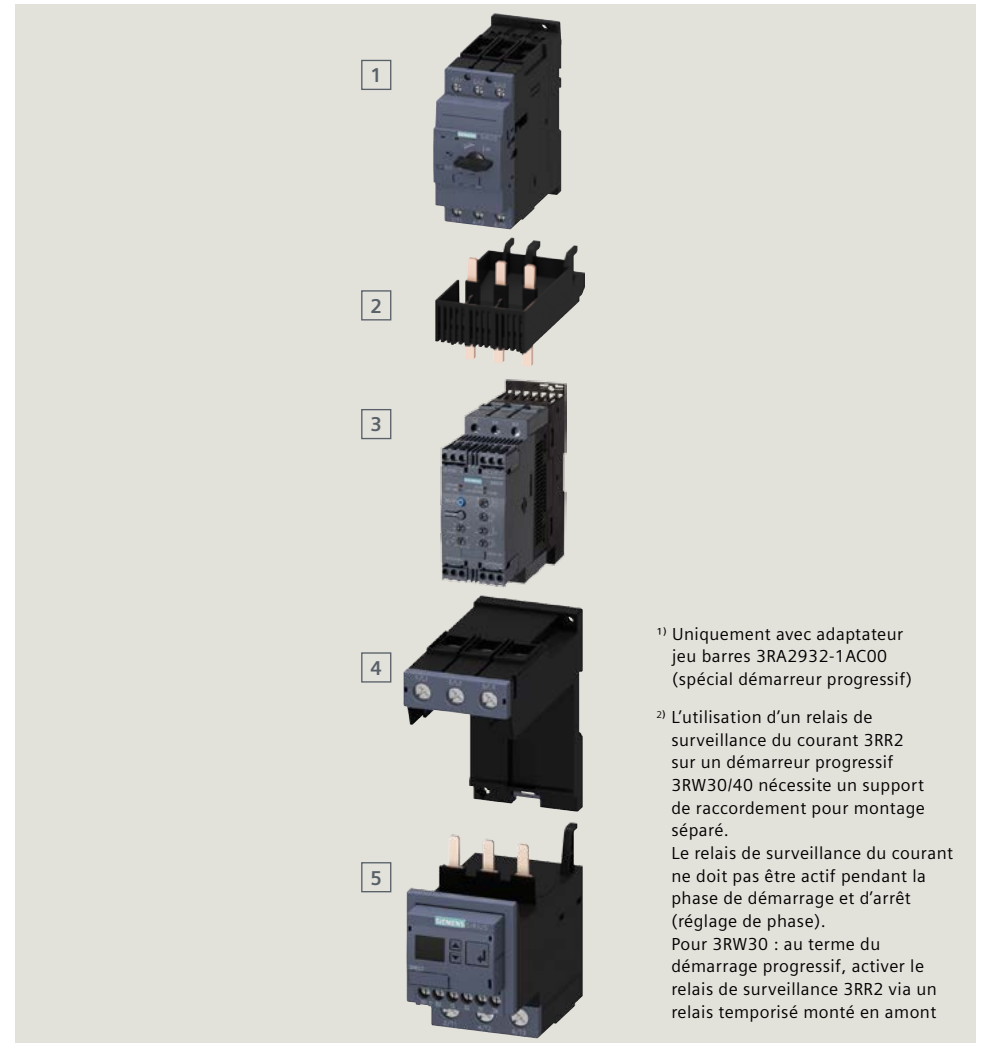 1
SIEMENS
2
3
SIEMENS
4
5
SIEMENS SIRIUS
¹⁾ Uniquement avec adaptateur
jeu barres 3RA2932-1AC00
(spécial démarreur progressif)
²⁾ L’utilisation d’un relais de
surveillance du courant 3RR2
sur un démarreur progressif
3RW30/40 nécessite un support
de raccordement pour montage
séparé.
Le relais de surveillance du courant
ne doit pas être actif pendant la
phase de démarrage et d’arrêt
(réglage de phase).
Pour 3RW30 : au terme du
démarrage progressif, activer le
relais de surveillance 3RR2 via un
relais temporisé monté en amont